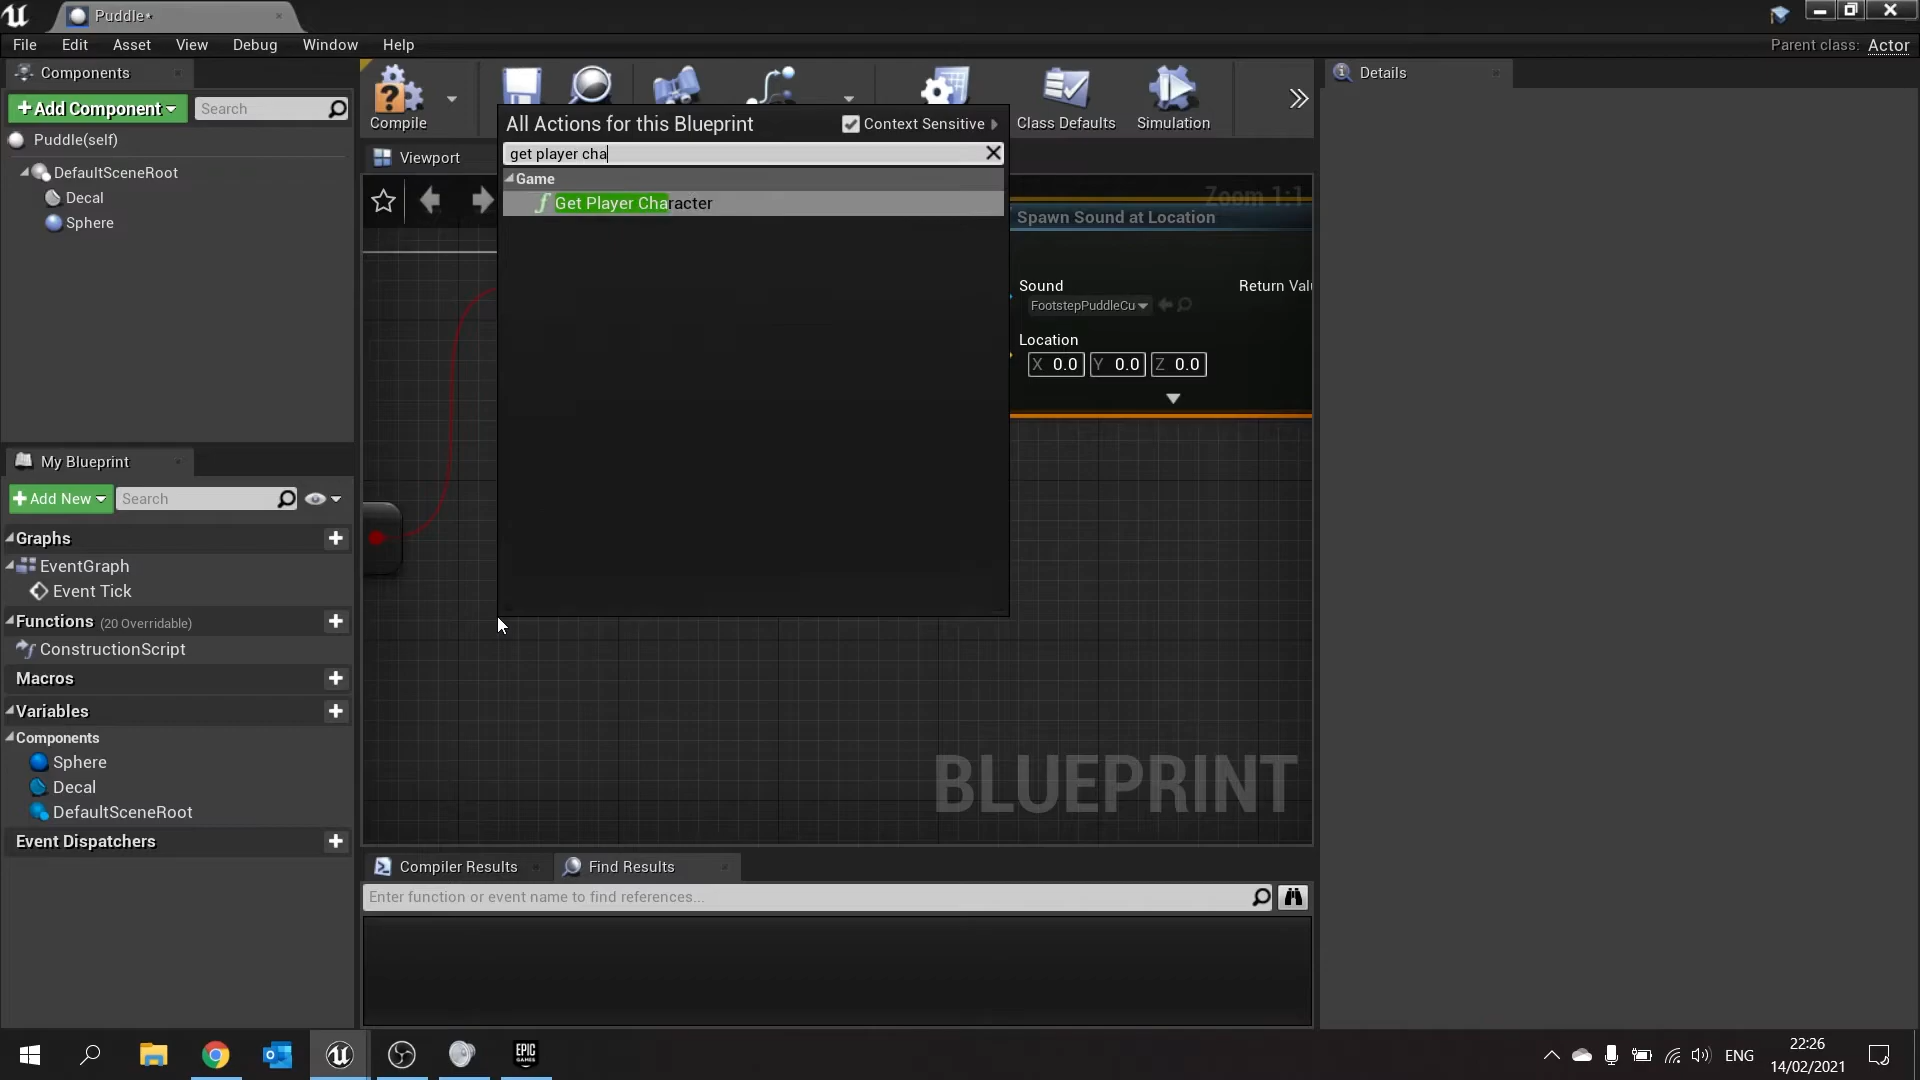 Puddle*
File Edit Asset View Debug Window Help
Parent class: Actor
Components
Details
+Add Component
Search
Compile
Class Defaults
Simulation
Puddle(self)
DefaultSceneRoot
Decal
Sphere
Viewport
All Actions for this Blueprint
Context Sensitive
get player cha
Game
Get Player Character
Zoom 1:1
Spawn Sound at Location
Sound
Return Valu
FootstepPuddleCu
Location
X 0.0 Y 0.0 Z 0.0
My Blueprint
+Add New
Search
Graphs
EventGraph
Event Tick
Functions (20 Overridable)
ConstructionScript
Macros
Variables
Components
Sphere
Decal
DefaultSceneRoot
Event Dispatchers
BLUEPRINT
Compiler Results
Find Results
Enter function or event name to find references...
EPIC
GAMES
ENG
22:26
14/02/2021